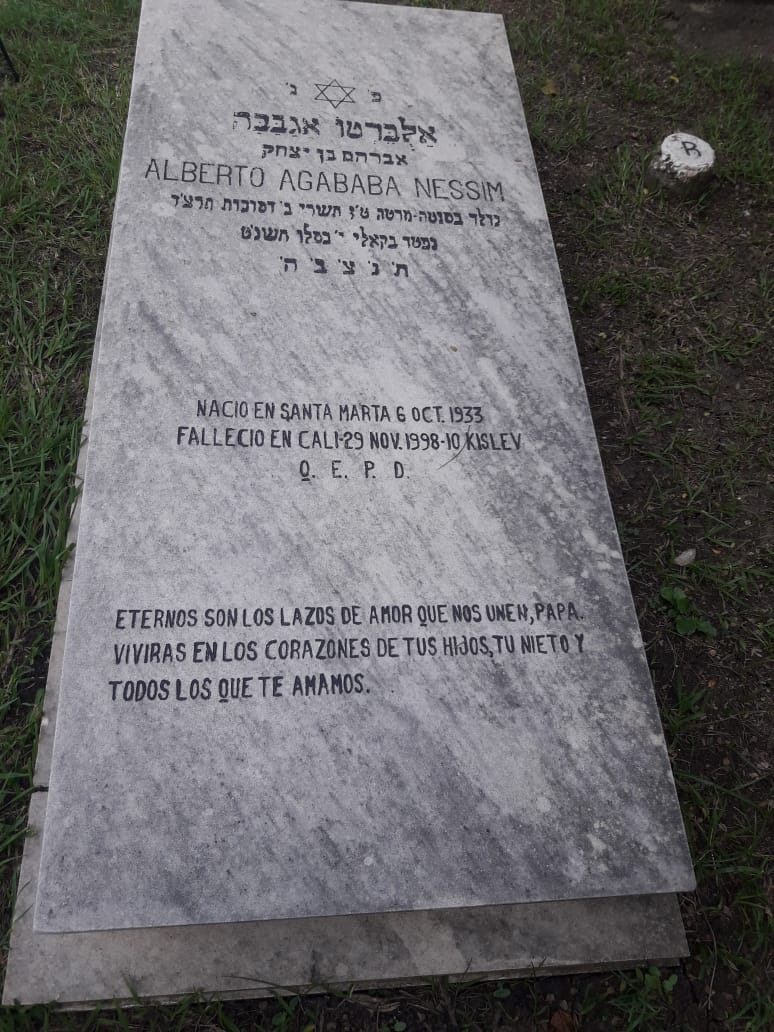 פ׳ נ׳
אַלְבֵּרטוֹ אגבבה
אברהם בן יצחק
ALBERTO AGABABA NESSIM
נולד בסנטה-מרטה ט״ז תשרי ב׳ דסוכות תרצ״ד
נפטר בקאלי י׳ כסלו תשנ״ט
ת׳ נ׳ צ׳ ב׳ ה׳
NACIO EN SANTA MARTA 6 OCT. 1933
FALLECIO EN CALI-29 NOV. 1998-10 KISLEV
Q. E. P. D.
ETERNOS SON LOS LAZOS DE AMOR QUE NOS UNEN, PAPA.
VIVIRAS EN LOS CORAZONES DE TUS HIJOS, TU NIETO Y
TODOS LOS QUE TE AMAMOS.
R